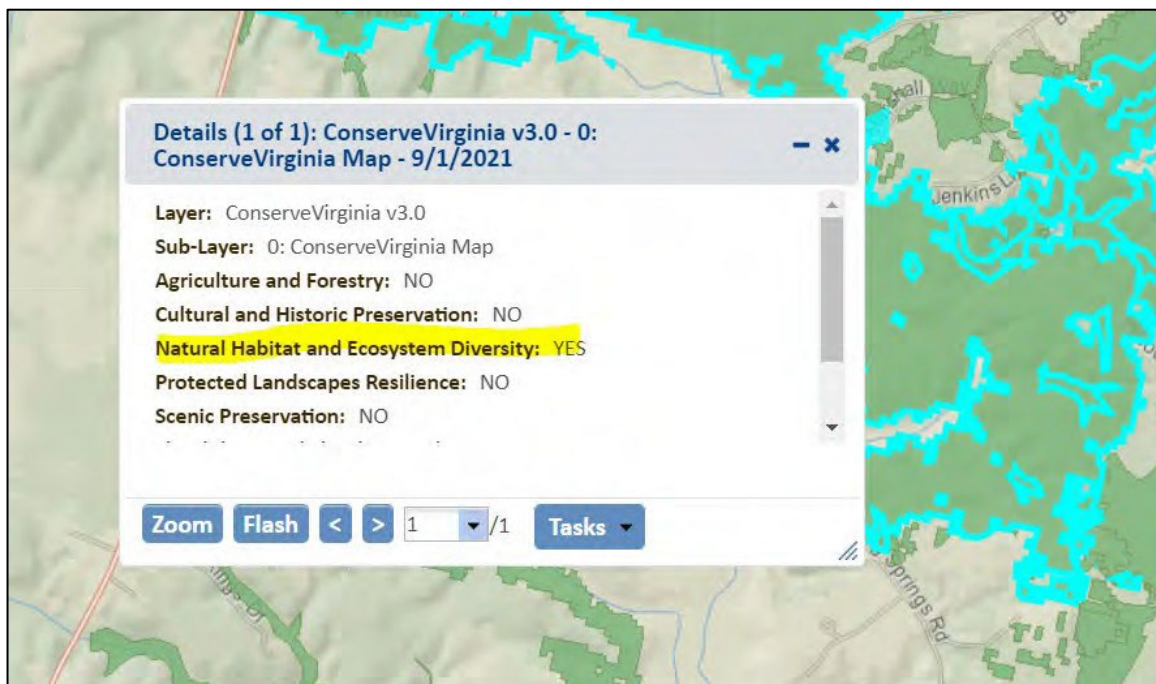 Details (1 of 1): ConserveVirginia v3.0 - 0:
ConserveVirginia Map - 9/1/2021
Layer: ConserveVirginia v3.0
Sub-Layer: 0: ConserveVirginia Map
Agriculture and Forestry: NO
Cultural and Historic Preservation: NO
Natural Habitat and Ecosystem Diversity: YES
Protected Landscapes Resilience: NO
Scenic Preservation: NO
Zoom Flash < > 1 /1 Tasks
Way
Jenkins
Springs Rd